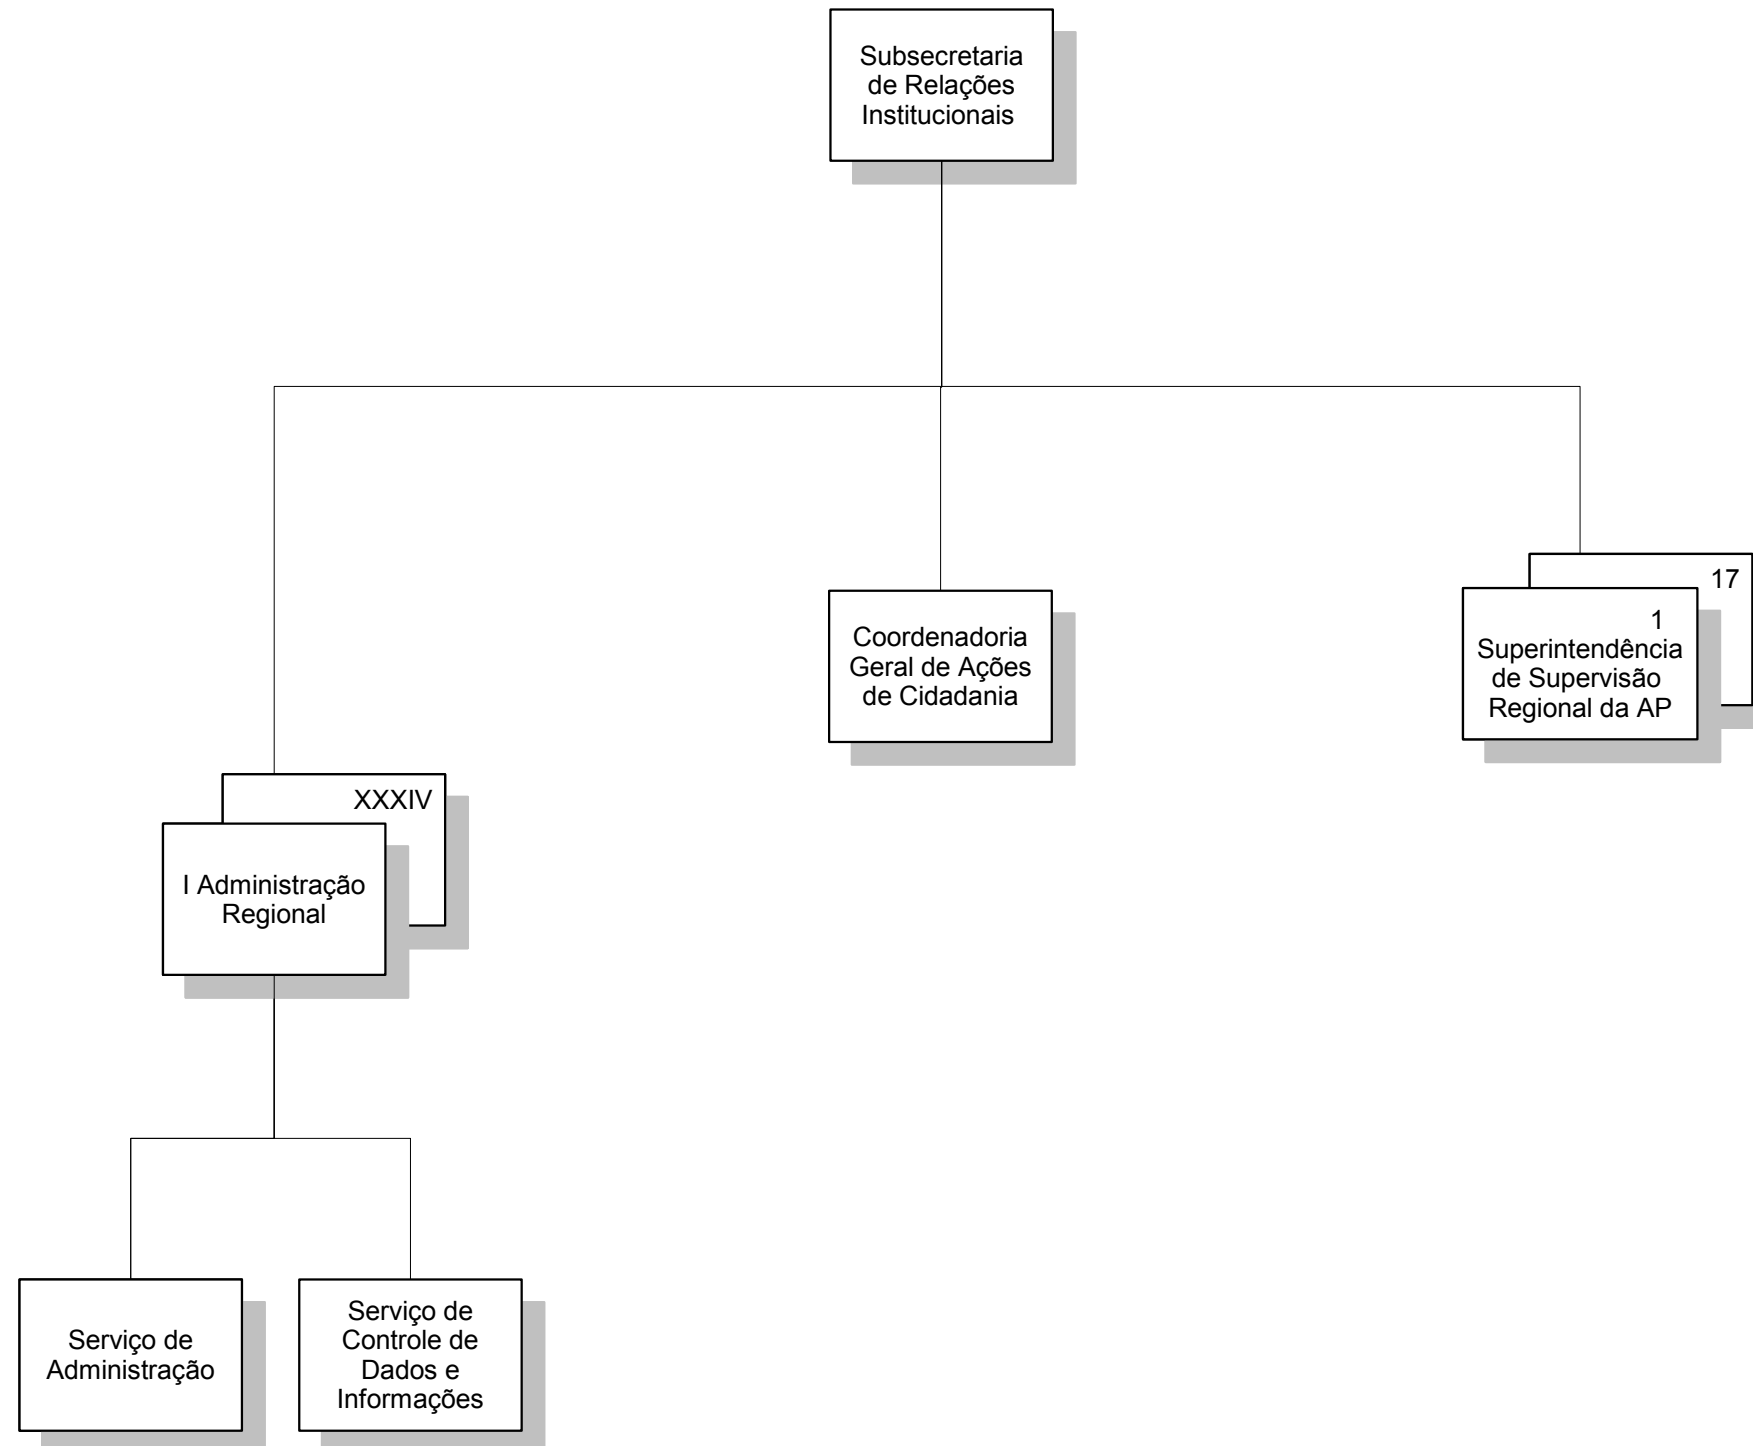 Subsecretaria
de Relações
Institucionais
17
1
Superintendência
de Supervisão
Regional da AP
Coordenadoria
Geral de Ações
de Cidadania
XXXIV
I Administração
Regional
Serviço de
Administração
Serviço de
Controle de
Dados e
Informações